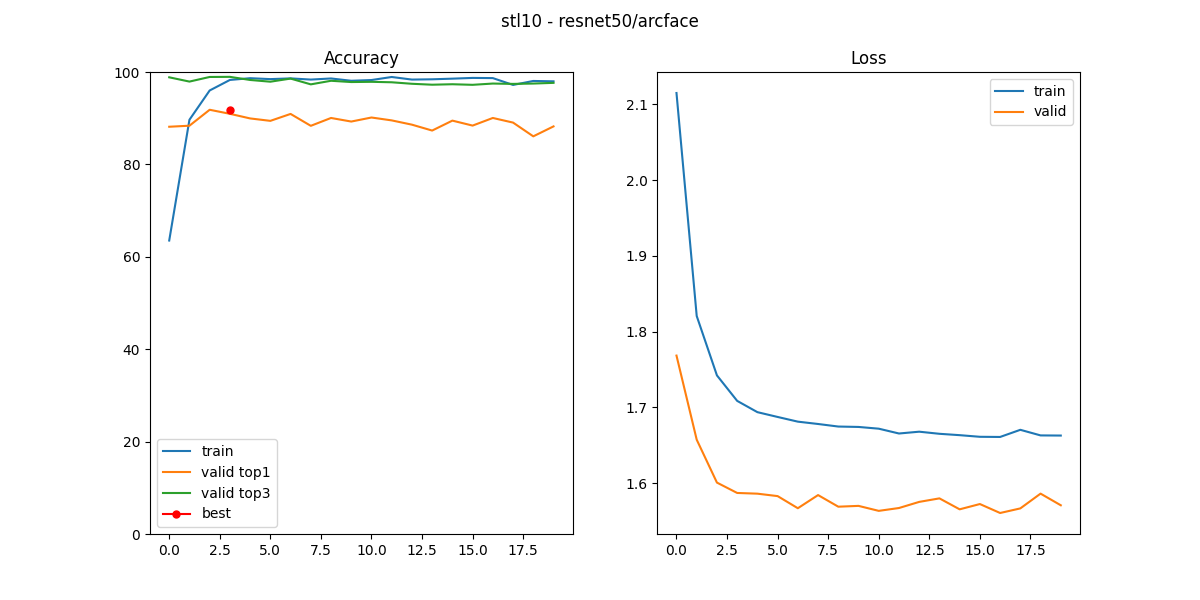 stl10 - resnet50/arcface
Accuracy
100
80
60
40
20
0
0.0 2.5 5.0 7.5 10.0 12.5 15.0 17.5
train
valid top1
valid top3
best
Loss
2.1
2.0
1.9
1.8
1.7
1.6
0.0 2.5 5.0 7.5 10.0 12.5 15.0 17.5
train
valid